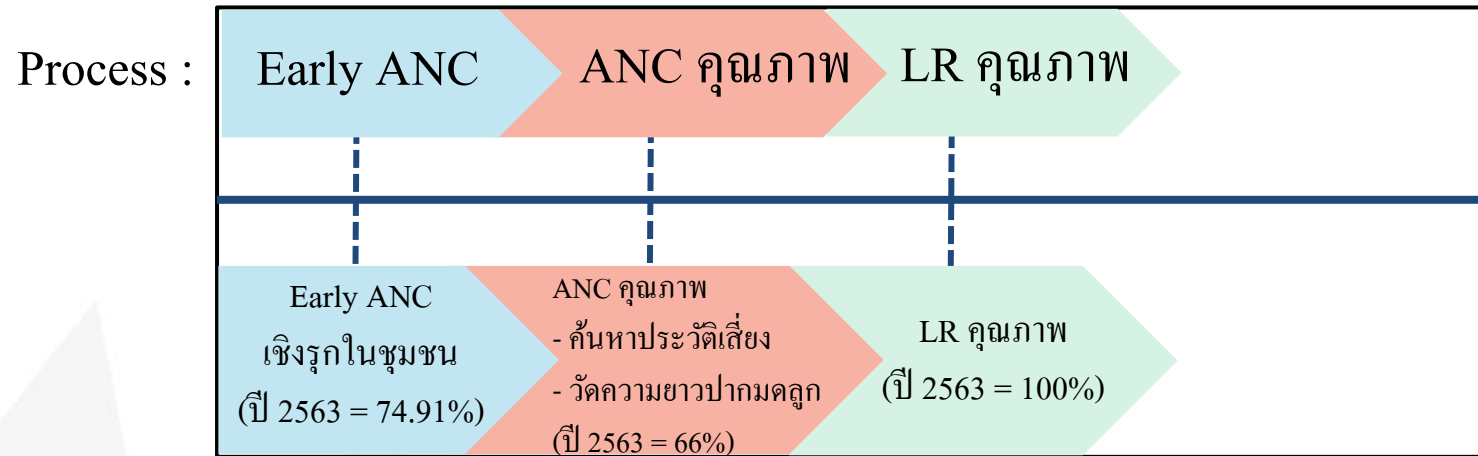 Process :
Early ANC
ANC คุณภาพ
LR คุณภาพ
Early ANC
เชิงรุกในชุมชน
(ปี 2563 = 74.91%)
ANC คุณภาพ
- ค้นหาประวัติเสี่ยง
- วัดความยาวปากมดลูก
(ปี 2563 = 66%)
LR คุณภาพ
(ปี 2563 = 100%)